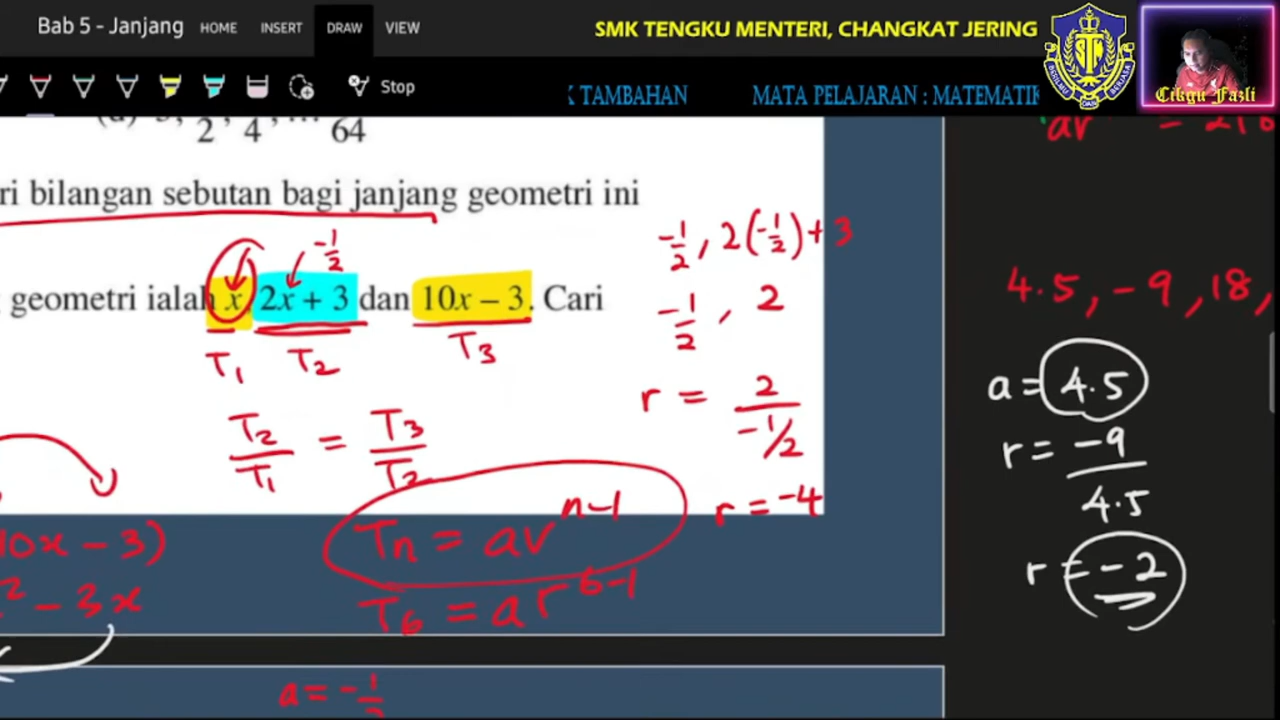 Bab 5 - Janjang HOME INSERT DRAW VIEW
SMK TENGKU MENTERI, CHANGKAT JERING
Stop
TAMBAHAN MATA PELAJARAN : MATEMATIK
Cikgu Fazli
2 , 4 , ... 64
ri bilangan sebutan bagi janjang geometri ini
geometri ialah x, 2x + 3 dan 10x – 3. Cari
-1/2
T1 T2 T3
T2/T1 = T3/T2
10x - 3)
² - 3x
Tn = ar^(n-1)
T6 = ar^(6-1)
a = -1/2
-1/2, 2(-1/2) + 3
-1/2, 2
r = 2/(-1/2)
r = -4
4.5, -9, 18,
a = 4.5
r = -9/4.5
r = -2